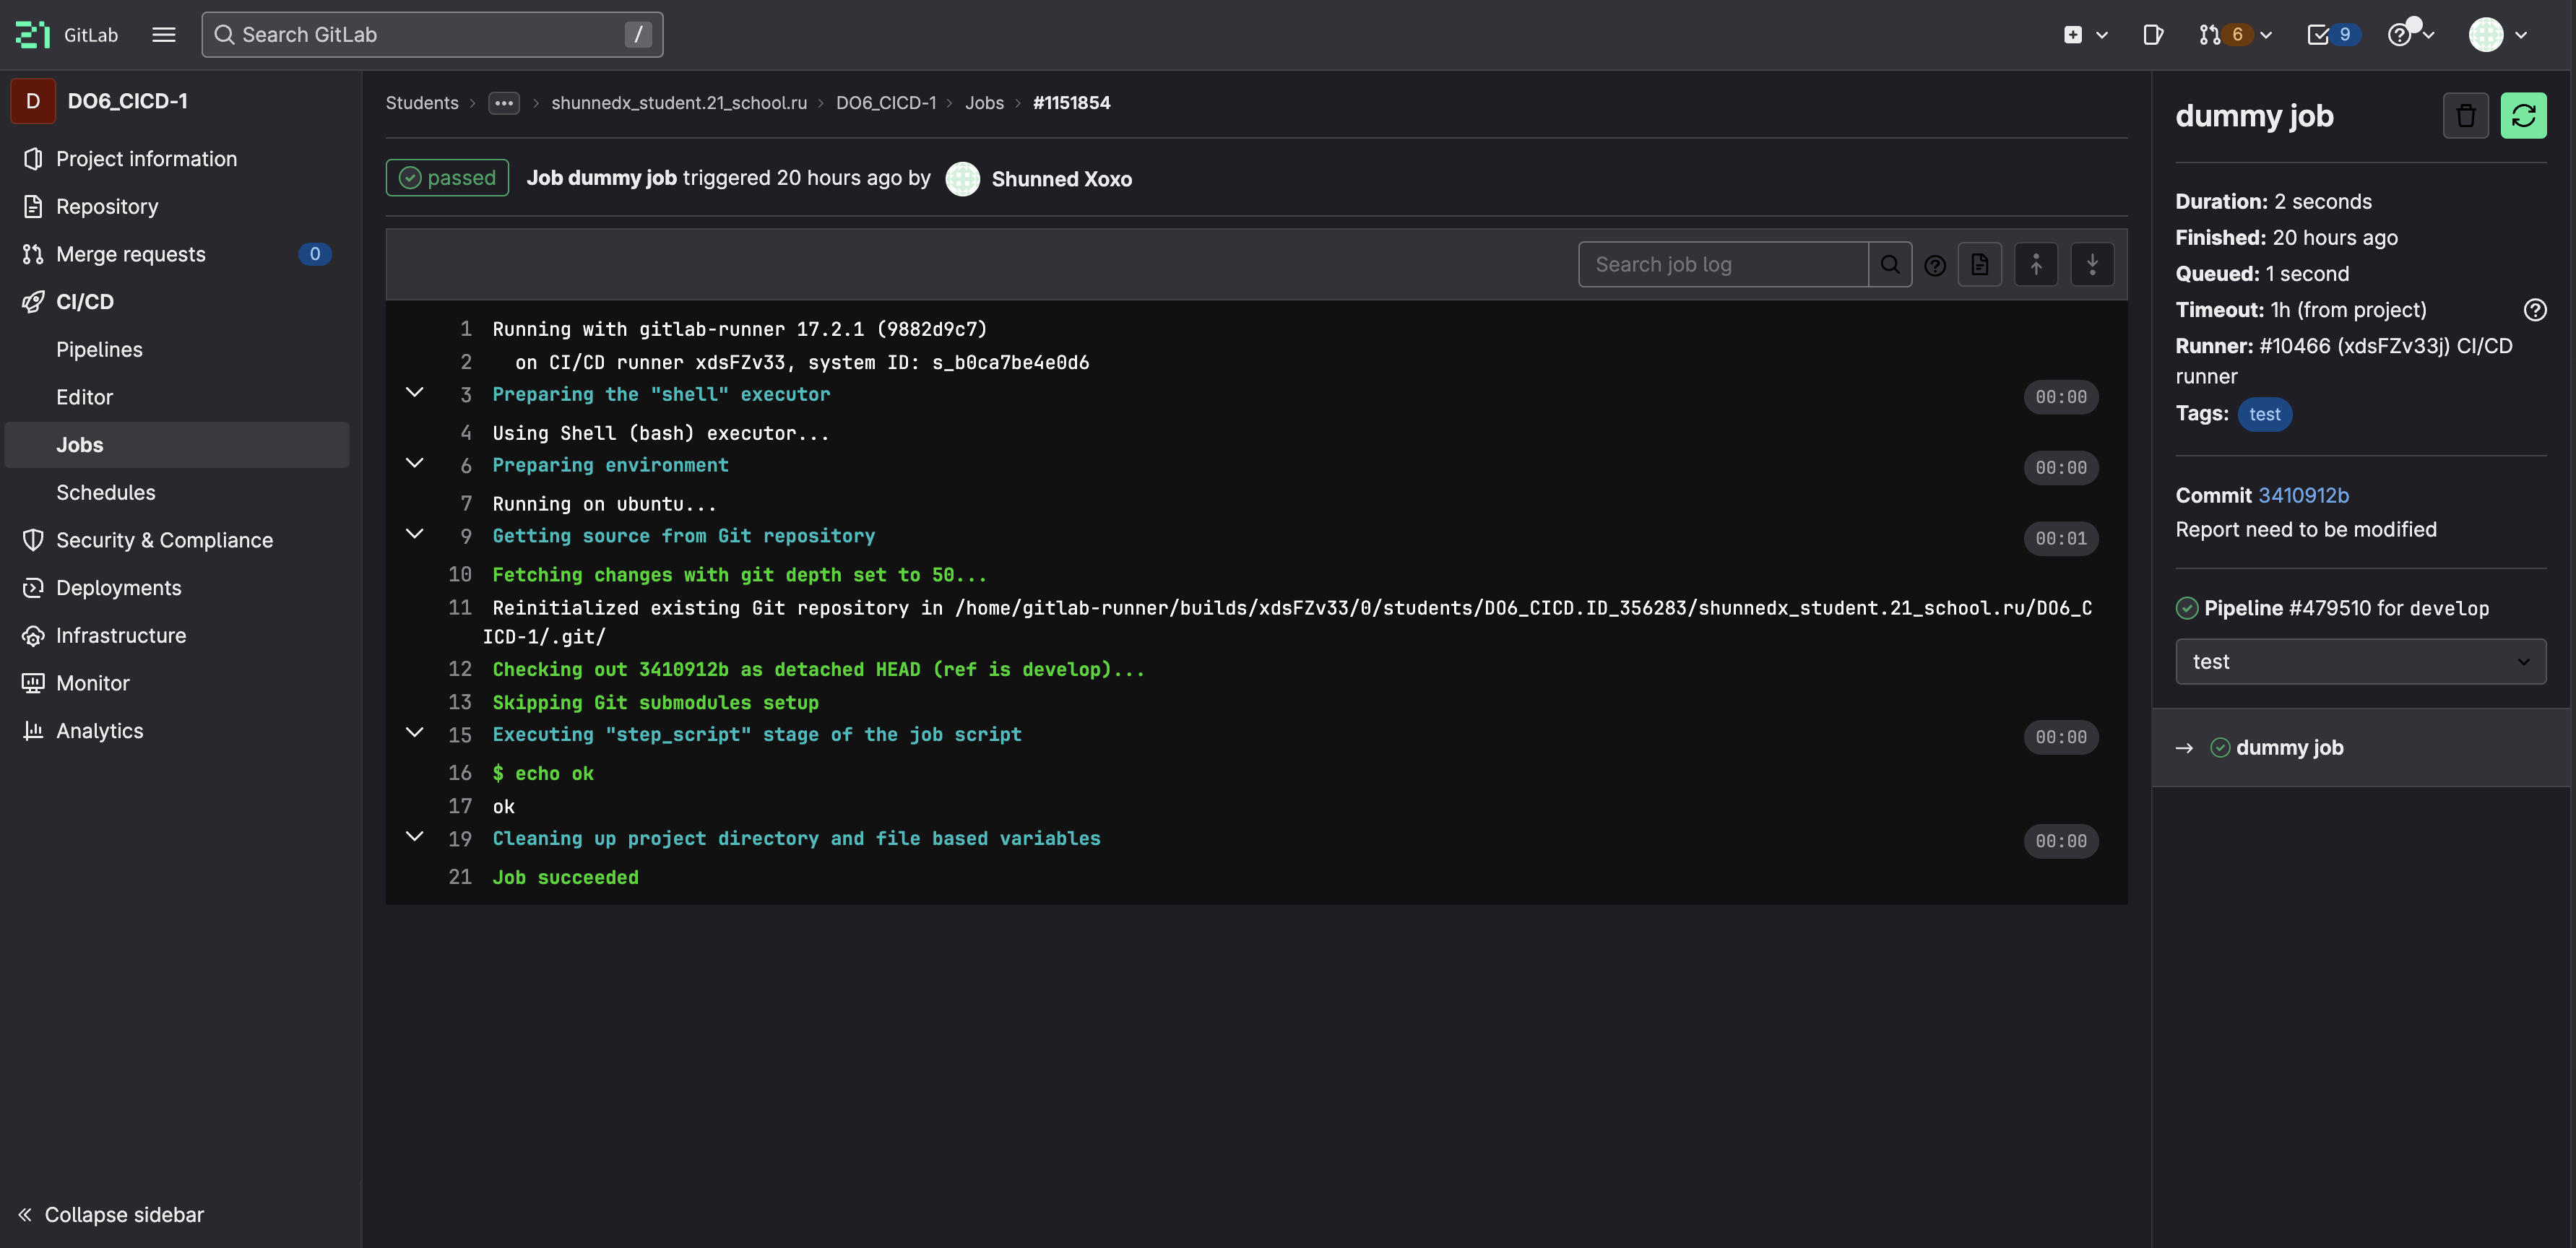 GitLab
Search GitLab
/
6
9
D
DO6_CICD-1
Project information
Repository
Merge requests
0
CI/CD
Pipelines
Editor
Jobs
Schedules
Security & Compliance
Deployments
Infrastructure
Monitor
Analytics
Collapse sidebar
Students > ... > shunnedx_student.21_school.ru > DO6_CICD-1 > Jobs > #1151854
passed Job dummy job triggered 20 hours ago by Shunned Xoxo
Search job log
1 Running with gitlab-runner 17.2.1 (9882d9c7)
2 on CI/CD runner xdsFZv33, system ID: s_b0ca7be4e0d6
3 Preparing the "shell" executor 00:00
4 Using Shell (bash) executor...
6 Preparing environment 00:00
7 Running on ubuntu...
9 Getting source from Git repository 00:01
10 Fetching changes with git depth set to 50...
11 Reinitialized existing Git repository in /home/gitlab-runner/builds/xdsFZv33/0/students/DO6_CICD.ID_356283/shunnedx_student.21_school.ru/DO6_C
ICD-1/.git/
12 Checking out 3410912b as detached HEAD (ref is develop)...
13 Skipping Git submodules setup
15 Executing "step_script" stage of the job script 00:00
16 $ echo ok
17 ok
19 Cleaning up project directory and file based variables 00:00
21 Job succeeded
dummy job
Duration: 2 seconds
Finished: 20 hours ago
Queued: 1 second
Timeout: 1h (from project)
Runner: #10466 (xdsFZv33j) CI/CD
runner
Tags: test
Commit 3410912b
Report need to be modified
Pipeline #479510 for develop
test
→ dummy job